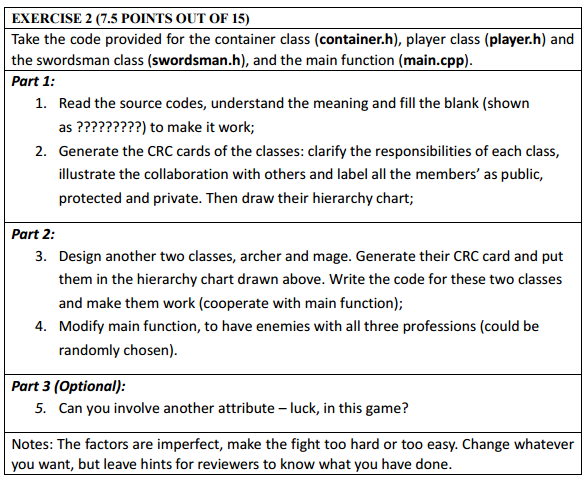 EXERCISE 2 (7.5 POINTS OUT OF 15)
Take the code provided for the container class (container.h), player class (player.h) and
the swordsman class (swordsman.h), and the main function (main.cpp).
Part 1:
1. Read the source codes, understand the meaning and fill the blank (shown
as ?????????) to make it work;
2. Generate the CRC cards of the classes: clarify the responsibilities of each class,
illustrate the collaboration with others and label all the members’ as public,
protected and private. Then draw their hierarchy chart;
Part 2:
3. Design another two classes, archer and mage. Generate their CRC card and put
them in the hierarchy chart drawn above. Write the code for these two classes
and make them work (cooperate with main function);
4. Modify main function, to have enemies with all three professions (could be
randomly chosen).
Part 3 (Optional):
5. Can you involve another attribute – luck, in this game?
Notes: The factors are imperfect, make the fight too hard or too easy. Change whatever
you want, but leave hints for reviewers to know what you have done.